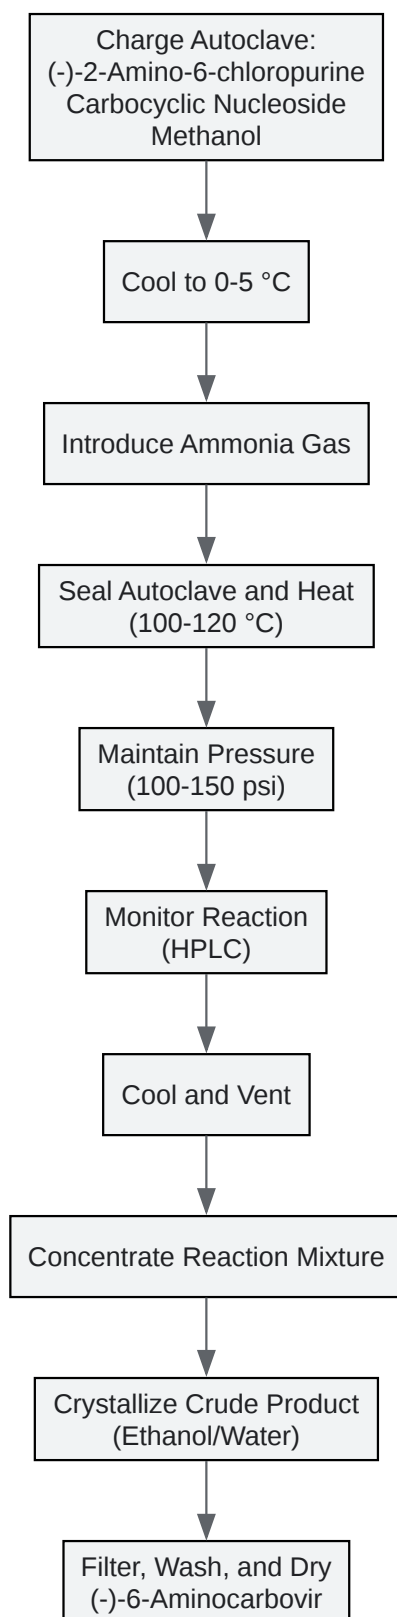 Charge Autoclave:
(-)-2-Amino-6-chloropurine
Carbocyclic Nucleoside
Methanol
Cool to 0-5 °C
Introduce Ammonia Gas
Seal Autoclave and Heat
(100-120 °C)
Maintain Pressure
(100-150 psi)
Monitor Reaction
(HPLC)
Cool and Vent
Concentrate Reaction Mixture
Crystallize Crude Product
(Ethanol/Water)
Filter, Wash, and Dry
(-)-6-Aminocarbovir